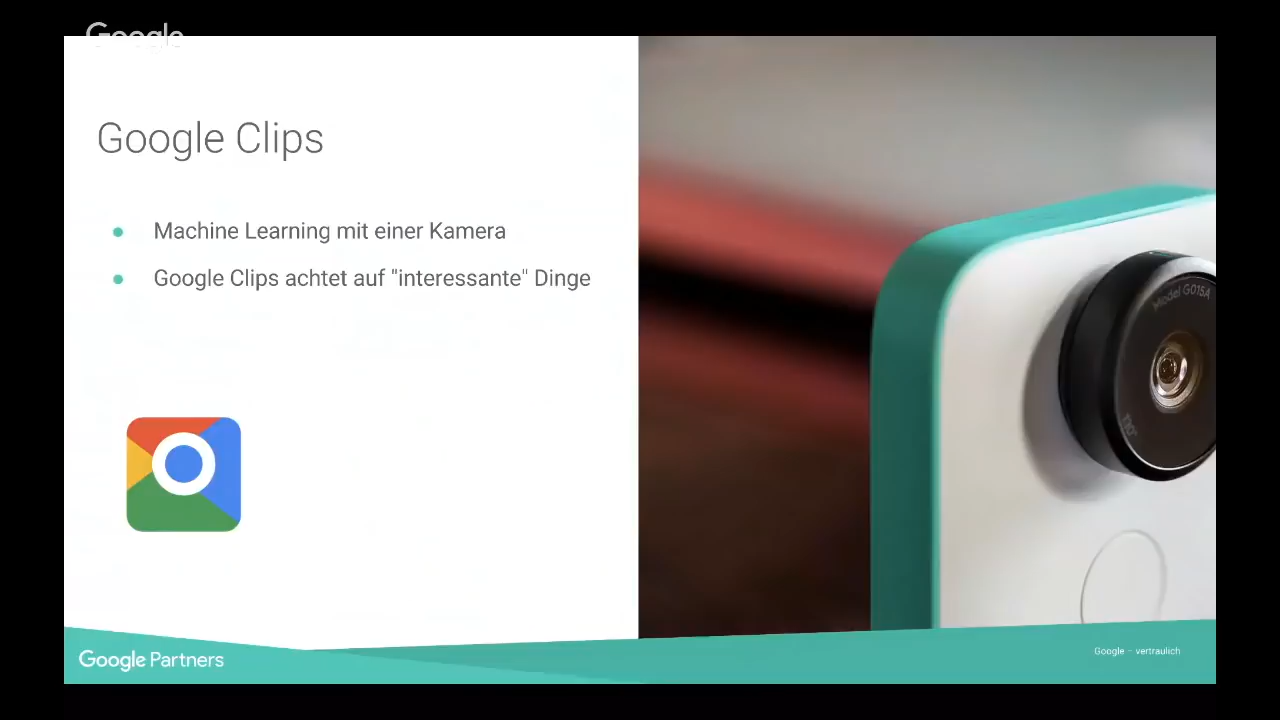 Google
Google Clips
Machine Learning mit einer Kamera
Google Clips achtet auf "interessante" Dinge
Model G015A
130°
Google Partners
Google – vertraulich